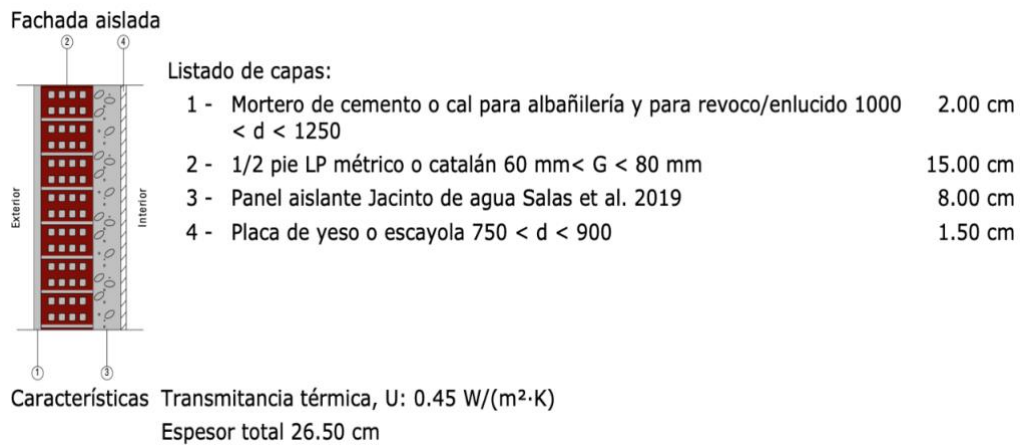 Fachada aislada
2 4
Listado de capas:
1 - Mortero de cemento o cal para albañilería y para revoco/enlucido 1000 2.00 cm
< d < 1250
2 - 1/2 pie LP métrico o catalán 60 mm< G < 80 mm 15.00 cm
3 - Panel aislante Jacinto de agua Salas et al. 2019 8.00 cm
4 - Placa de yeso o escayola 750 < d < 900 1.50 cm
Exterior
Interior
1 3
Características Transmitancia térmica, U: 0.45 W/(m²·K)
Espesor total 26.50 cm